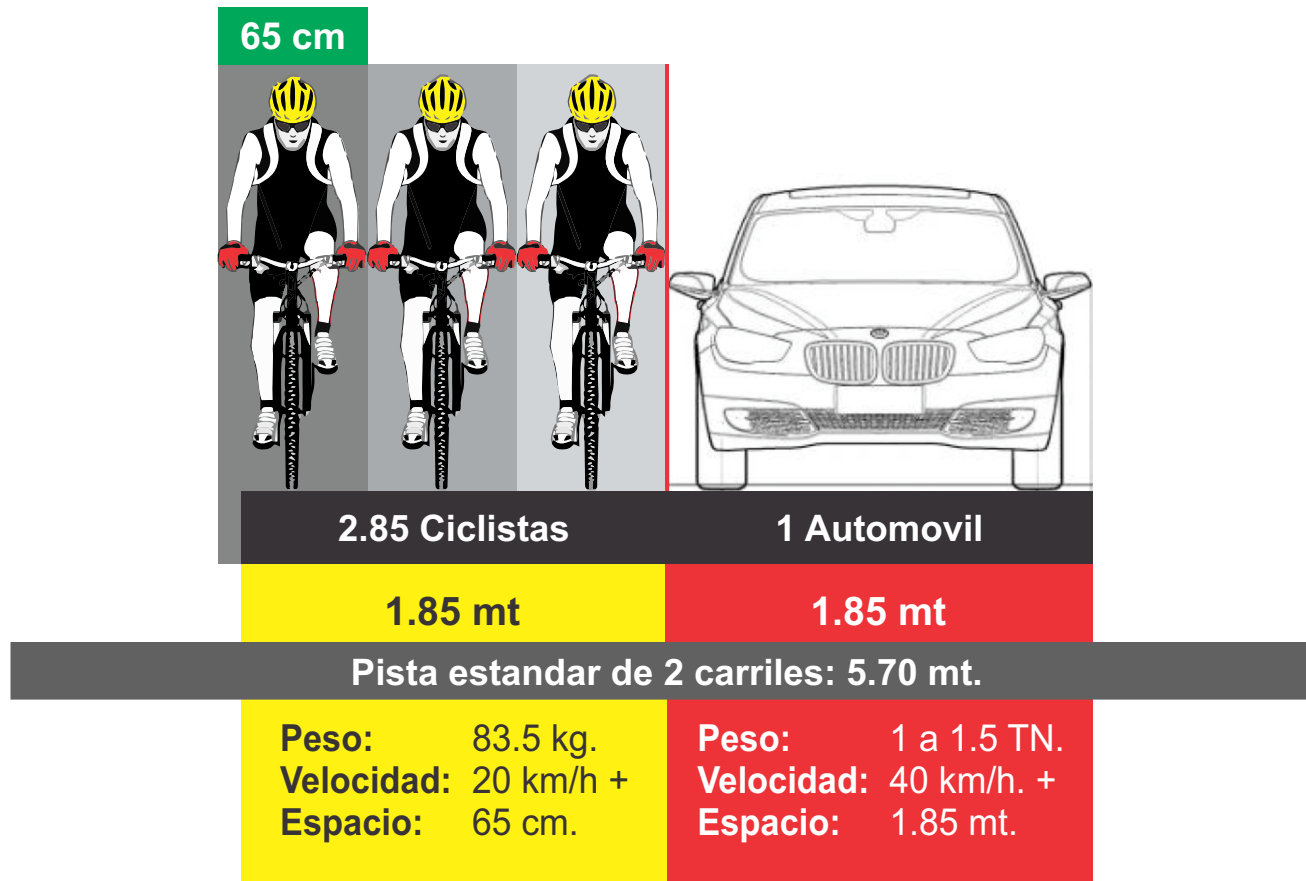 65 cm
2.85 Ciclistas
1 Automovil
1.85 mt
1.85 mt
Pista estandar de 2 carriles: 5.70 mt.
Peso: 83.5 kg.
Velocidad: 20 km/h +
Espacio: 65 cm.
Peso: 1 a 1.5 TN.
Velocidad: 40 km/h. +
Espacio: 1.85 mt.